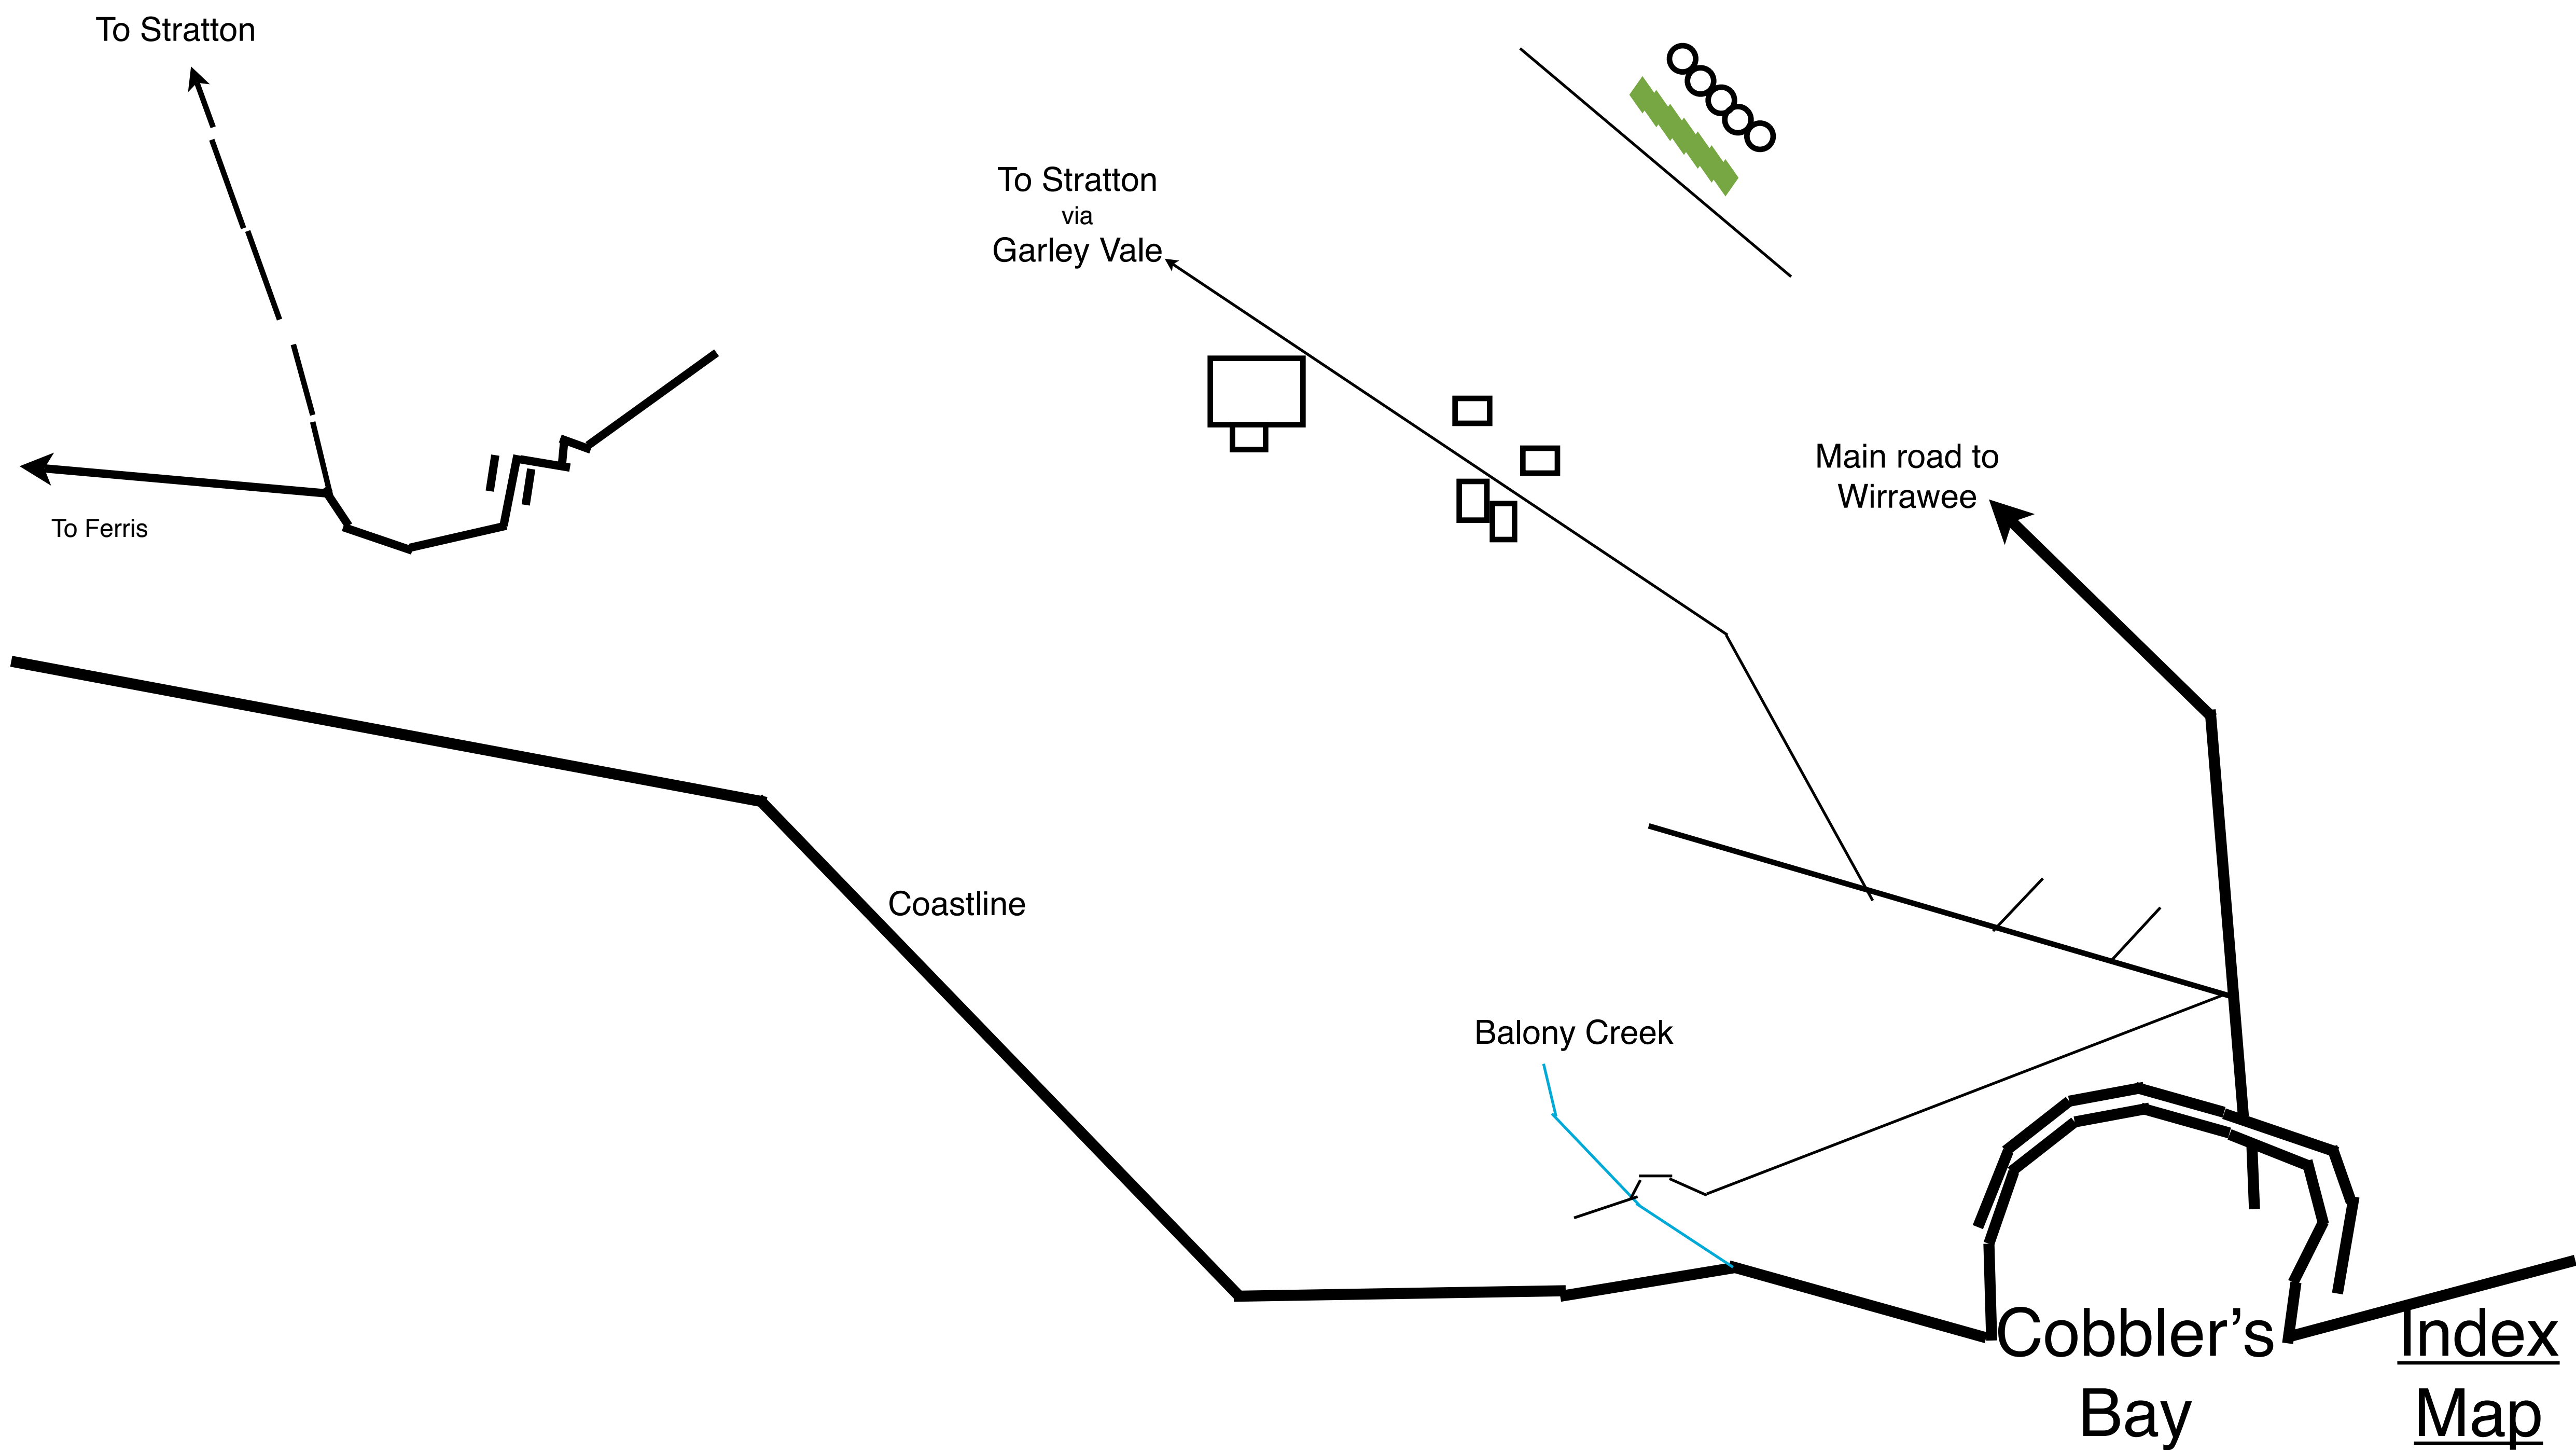 To Stratton
To Stratton
via
Garley Vale
Main road to
Wirrawee
To Ferris
Coastline
Balony Creek
Cobbler’s
Bay
Index
Map